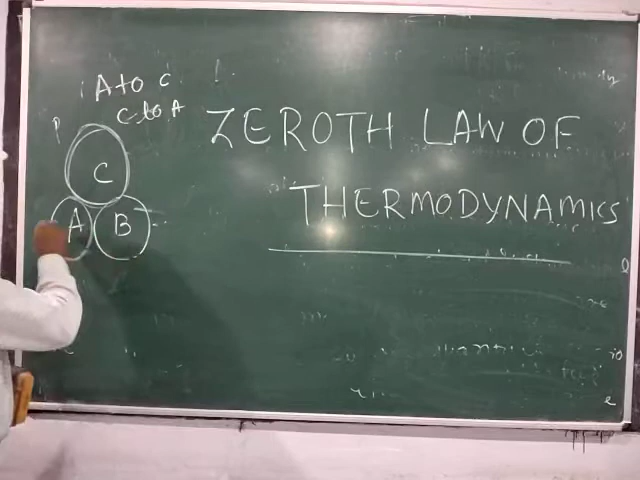 A to C
C to A
ZEROTH LAW OF
THERMODYNAMICS
C
A B